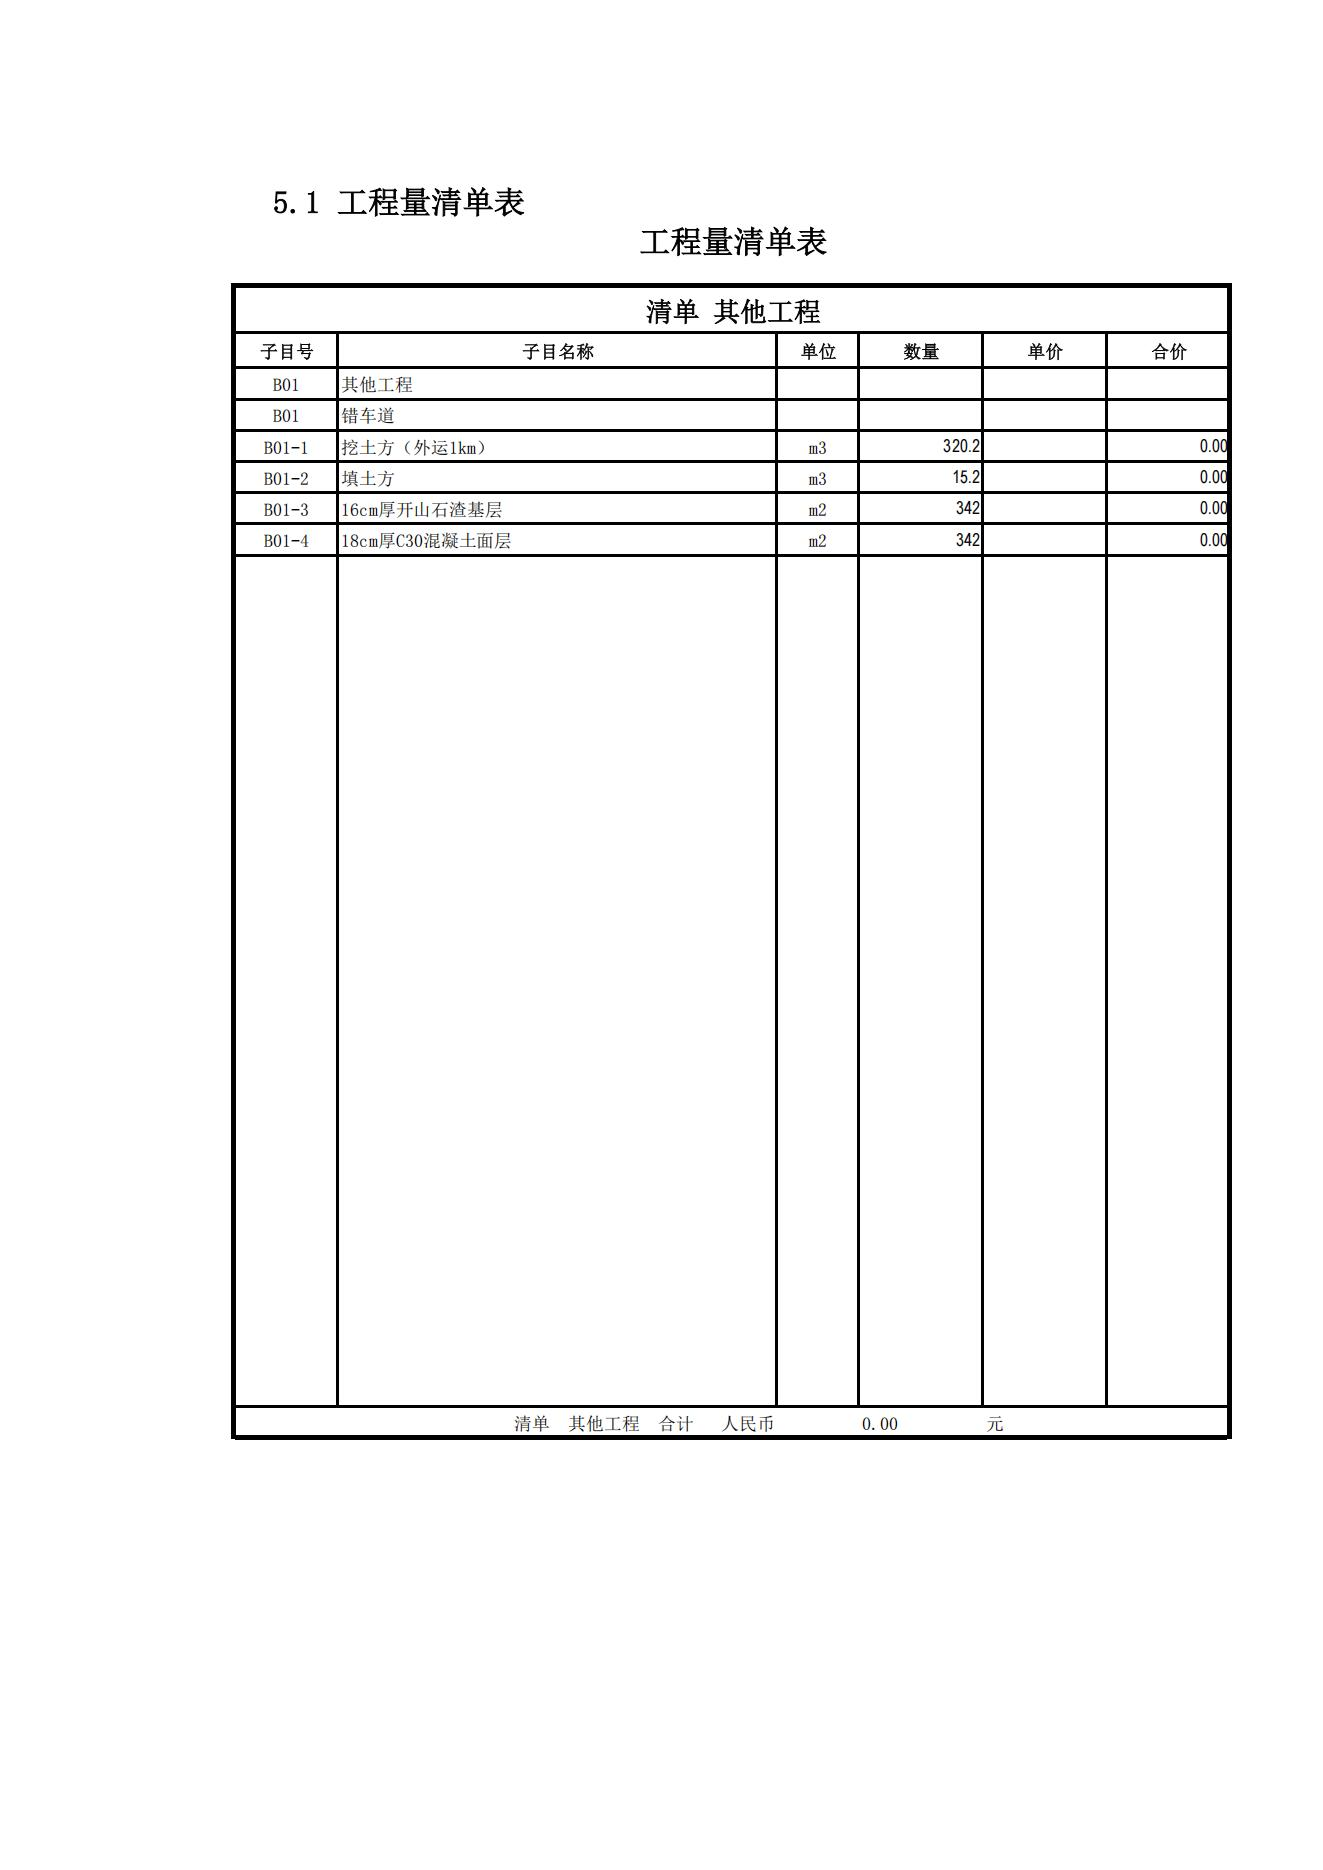 5.1 工程量清单表
工程量清单表
清单 其他工程
子目号 子目名称 单位 数量 单价 合价
B01 其他工程
B01 错车道
B01-1 挖土方（外运1km） m3 320.2 0.00
B01-2 填土方 m3 15.2 0.00
B01-3 16cm厚开山石渣基层 m2 342 0.00
B01-4 18cm厚C30混凝土面层 m2 342 0.00
清单 其他工程 合计 人民币 0.00 元